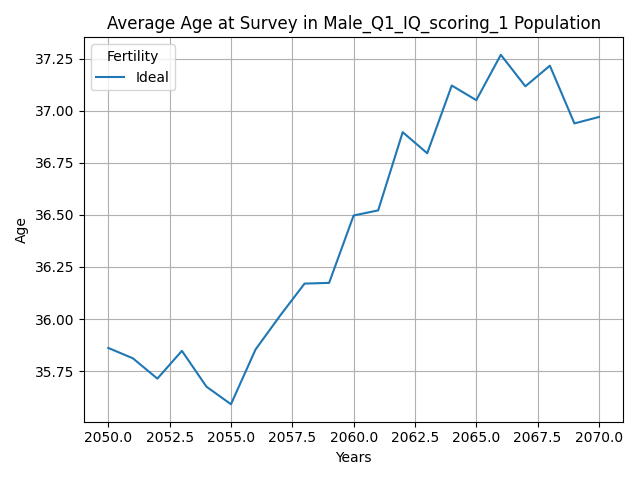 Average Age at Survey in Male_Q1_IQ_scoring_1 Population
Fertility
Ideal
37.25
37.00
36.75
36.50
36.25
36.00
35.75
Age
2050.0 2052.5 2055.0 2057.5 2060.0 2062.5 2065.0 2067.5 2070.0
Years